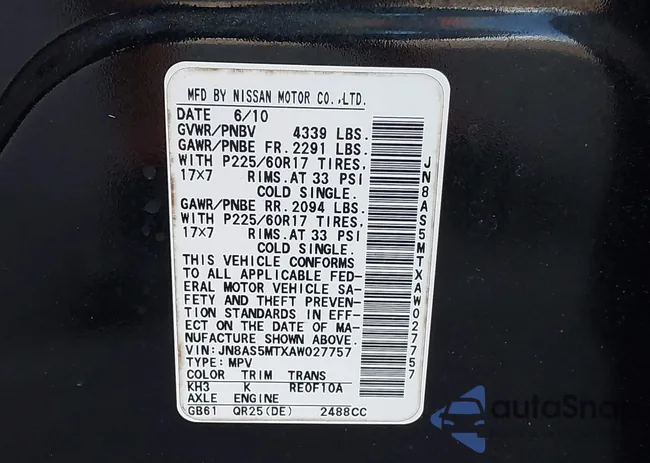 MFD BY NISSAN MOTOR CO.,LTD.
DATE 6/10
GVWR/PNBV 4339 LBS.
GAWR/PNBE FR. 2291 LBS.
WITH P225/60R17 TIRES,
17x7 RIMS.AT 33 PSI
COLD SINGLE.
GAWR/PNBE RR. 2094 LBS.
WITH P225/60R17 TIRES,
17x7 RIMS.AT 33 PSI
COLD SINGLE.
THIS VEHICLE CONFORMS
TO ALL APPLICABLE FED-
ERAL MOTOR VEHICLE SA-
FETY AND THEFT PREVEN-
TION STANDARDS IN EFF-
ECT ON THE DATE OF MA-
NUFACTURE SHOWN ABOVE.
VIN: JN8AS5MTXAW027757
TYPE: MPV
COLOR TRIM TRANS
KH3 K RE0F10A
AXLE ENGINE
GB61 QR25(DE) 2488CC
JN8AS5MTXAW027757
autoSna